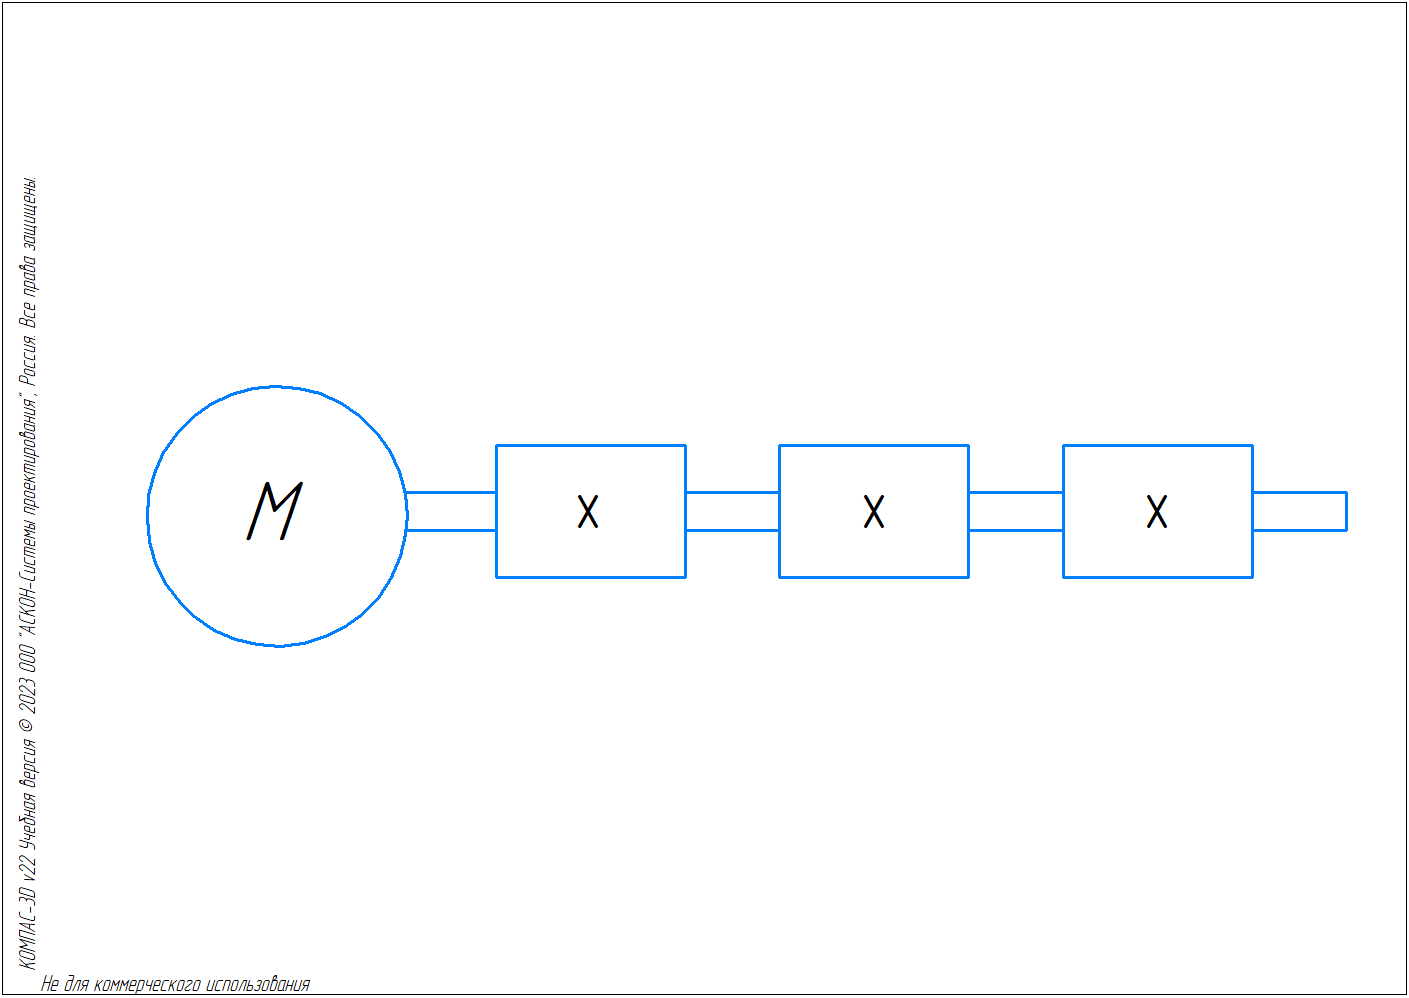 КОМПАС-3D v22 Учебная версия © 2023 ООО "АСКОН-Системы проектирования", Россия. Все права защищены.
М
X
X
X
Не для коммерческого использования